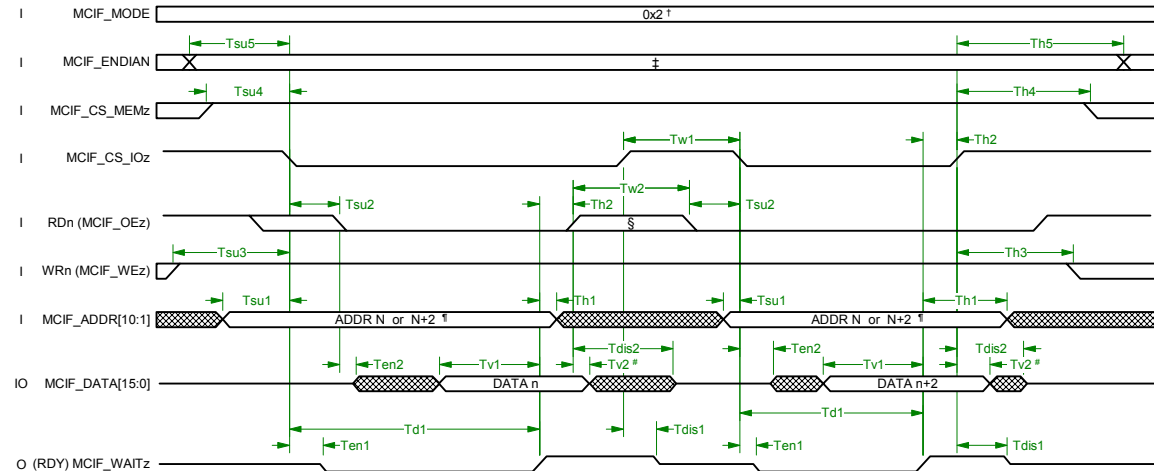 I MCIF_MODE 0x2 †
Tsu5 Th5
I MCIF_ENDIAN ‡
Tsu4 Th4
I MCIF_CS_MEMz
Tw1 Th2
I MCIF_CS_IOz
Tw2
Tsu2 Th2 Tsu2
I RDn (MCIF_OEz) §
Tsu3 Th3
I WRn (MCIF_WEz)
Tsu1 Th1 Tsu1 Th1
I MCIF_ADDR[10:1] ADDR N or N+2 ¶ ADDR N or N+2 ¶
Tdis2 Tdis2
Ten2 Tv1 Tv2 # Ten2 Tv1 Tv2 #
IO MCIF_DATA[15:0] DATA n DATA n+2
Td1 Td1
Ten1 Tdis1 Ten1 Tdis1
O (RDY) MCIF_WAITz